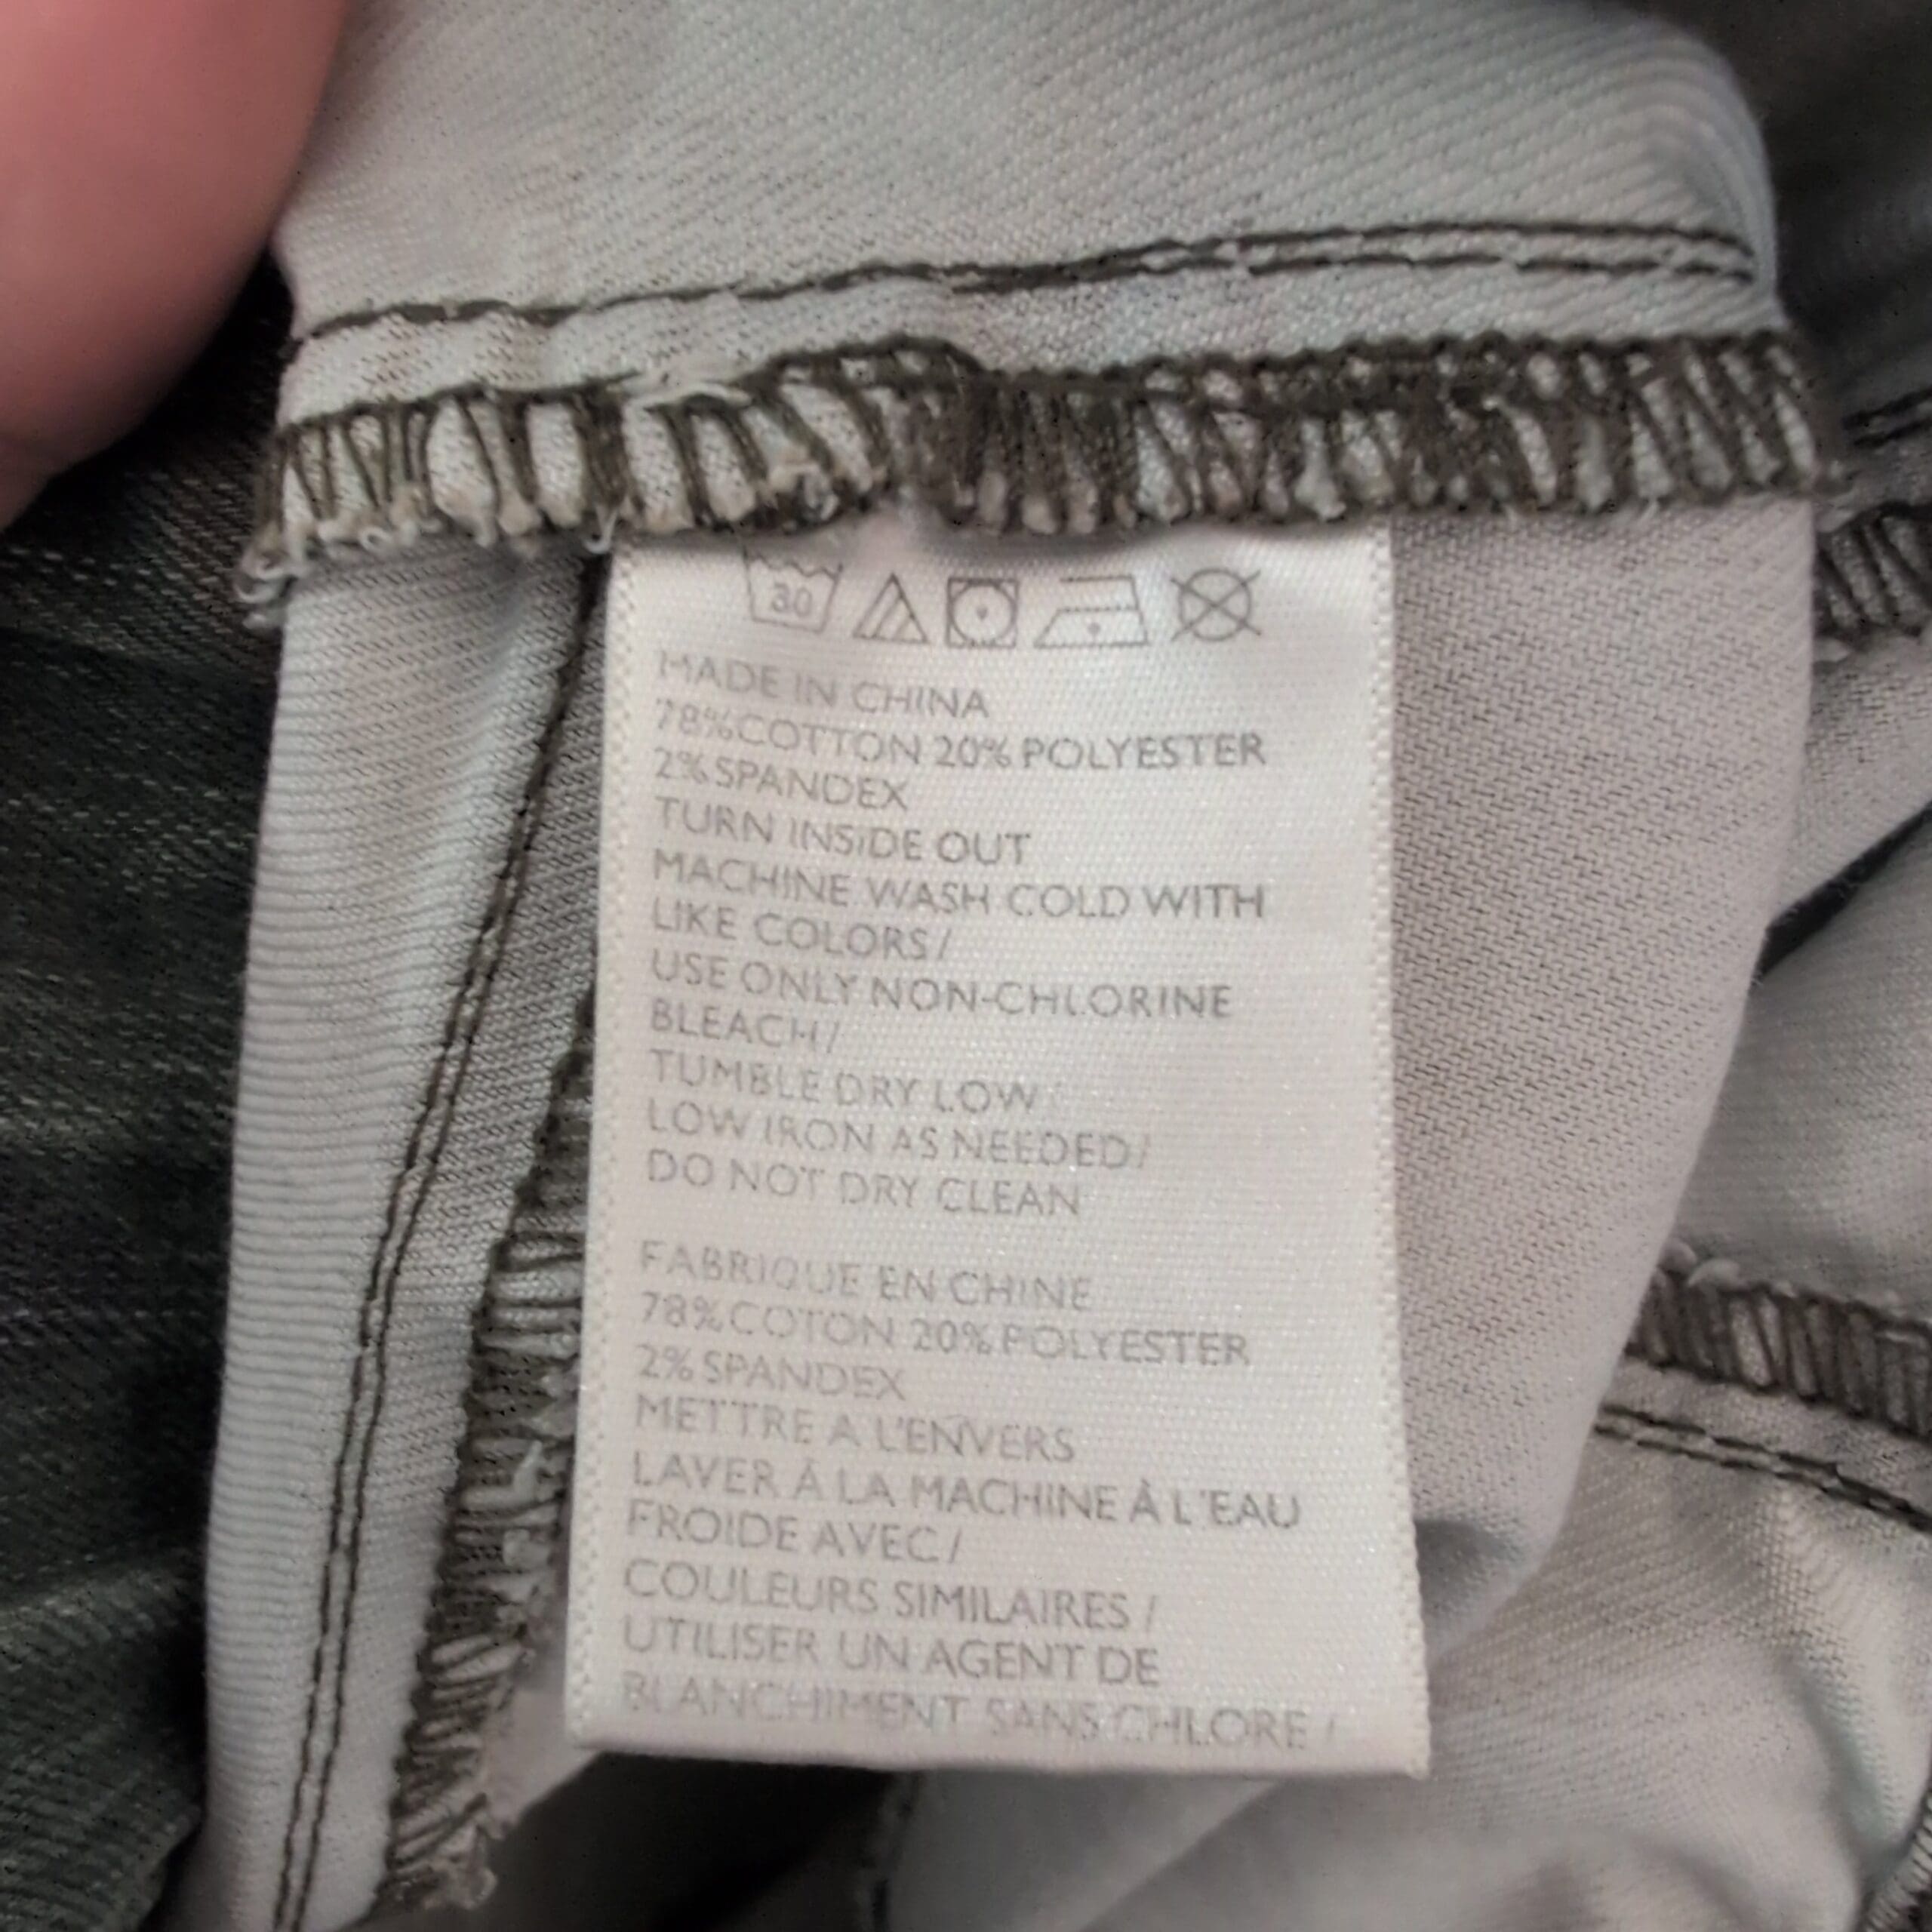 30
MADE IN CHINA
78%COTTON 20%POLYESTER
2%SPANDEX
TURN INSIDE OUT
MACHINE WASH COLD WITH
LIKE COLORS/
USE ONLY NON-CHLORINE
BLEACH/
TUMBLE DRY LOW/
LOW IRON AS NEEDED/
DO NOT DRY CLEAN
FABRIQUE EN CHINE
78%COTON 20%POLYESTER
2%SPANDEX
METTRE A L'ENVERS
LAVER À LA MACHINE À L'EAU
FROIDE AVEC/
COULEURS SIMILAIRES /
UTILISER UN AGENT DE
BLANCHIMENT SANS CHLORE /